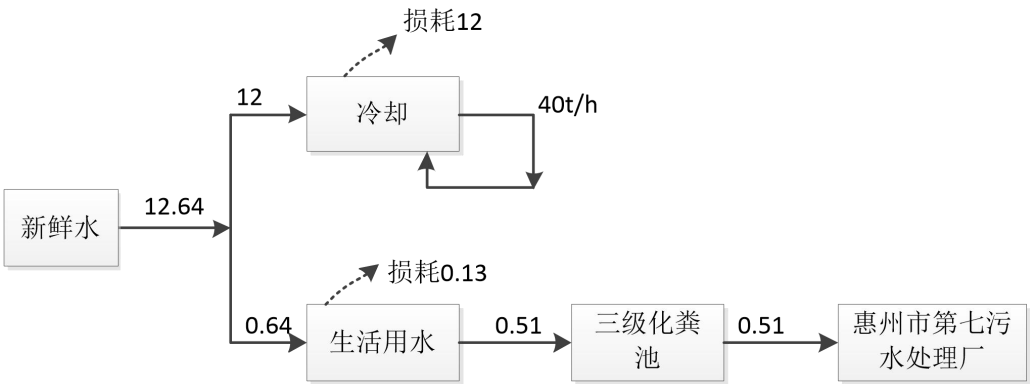 损耗12
12
冷却
40t/h
新鲜水
12.64
损耗0.13
0.64
生活用水
0.51
三级化粪
池
0.51
惠州市第七污
水处理厂